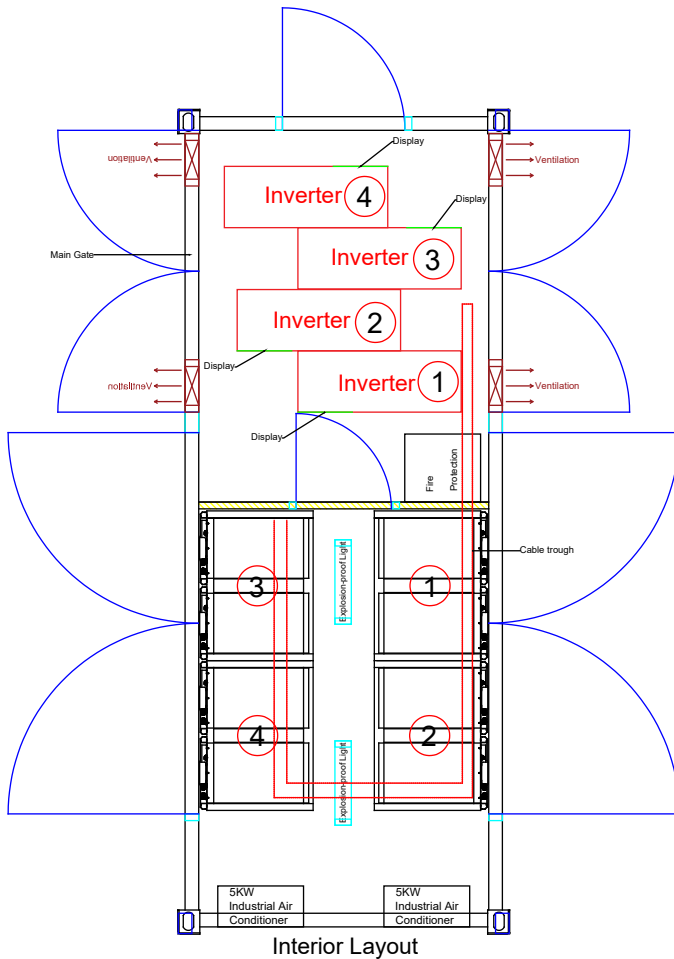 Display
Ventilation
Ventilation
Inverter 4
Display
Main Gate
Inverter 3
Inverter 2
Display
Inverter 1
Ventilation
Ventilation
Display
Fire
Protection
Cable trough
Explosion-proof Light
3
1
4
2
Explosion-proof Light
5KW
Industrial Air
Conditioner
5KW
Industrial Air
Conditioner
Interior Layout